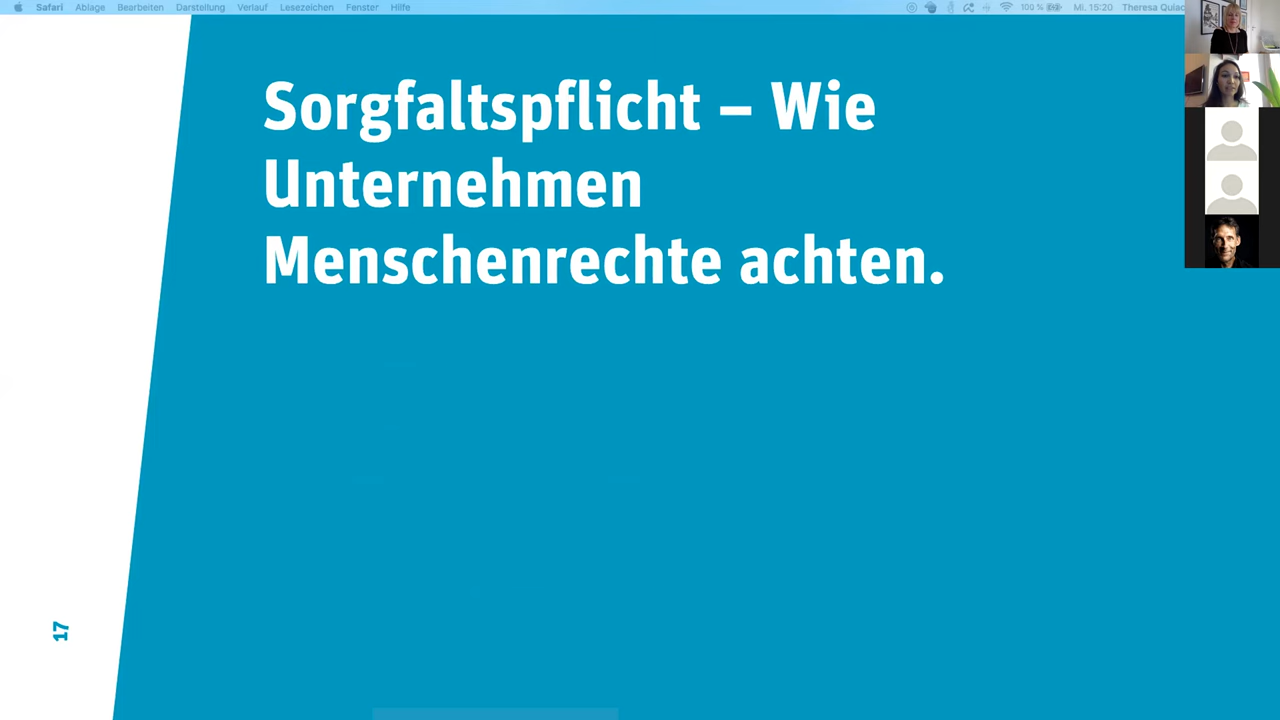 Safari Ablage Bearbeiten Darstellung Verlauf Lesezeichen Fenster Hilfe 100 % Mi. 15:20 Theresa
Sorgfaltspflicht – Wie
Unternehmen
Menschenrechte achten.
17